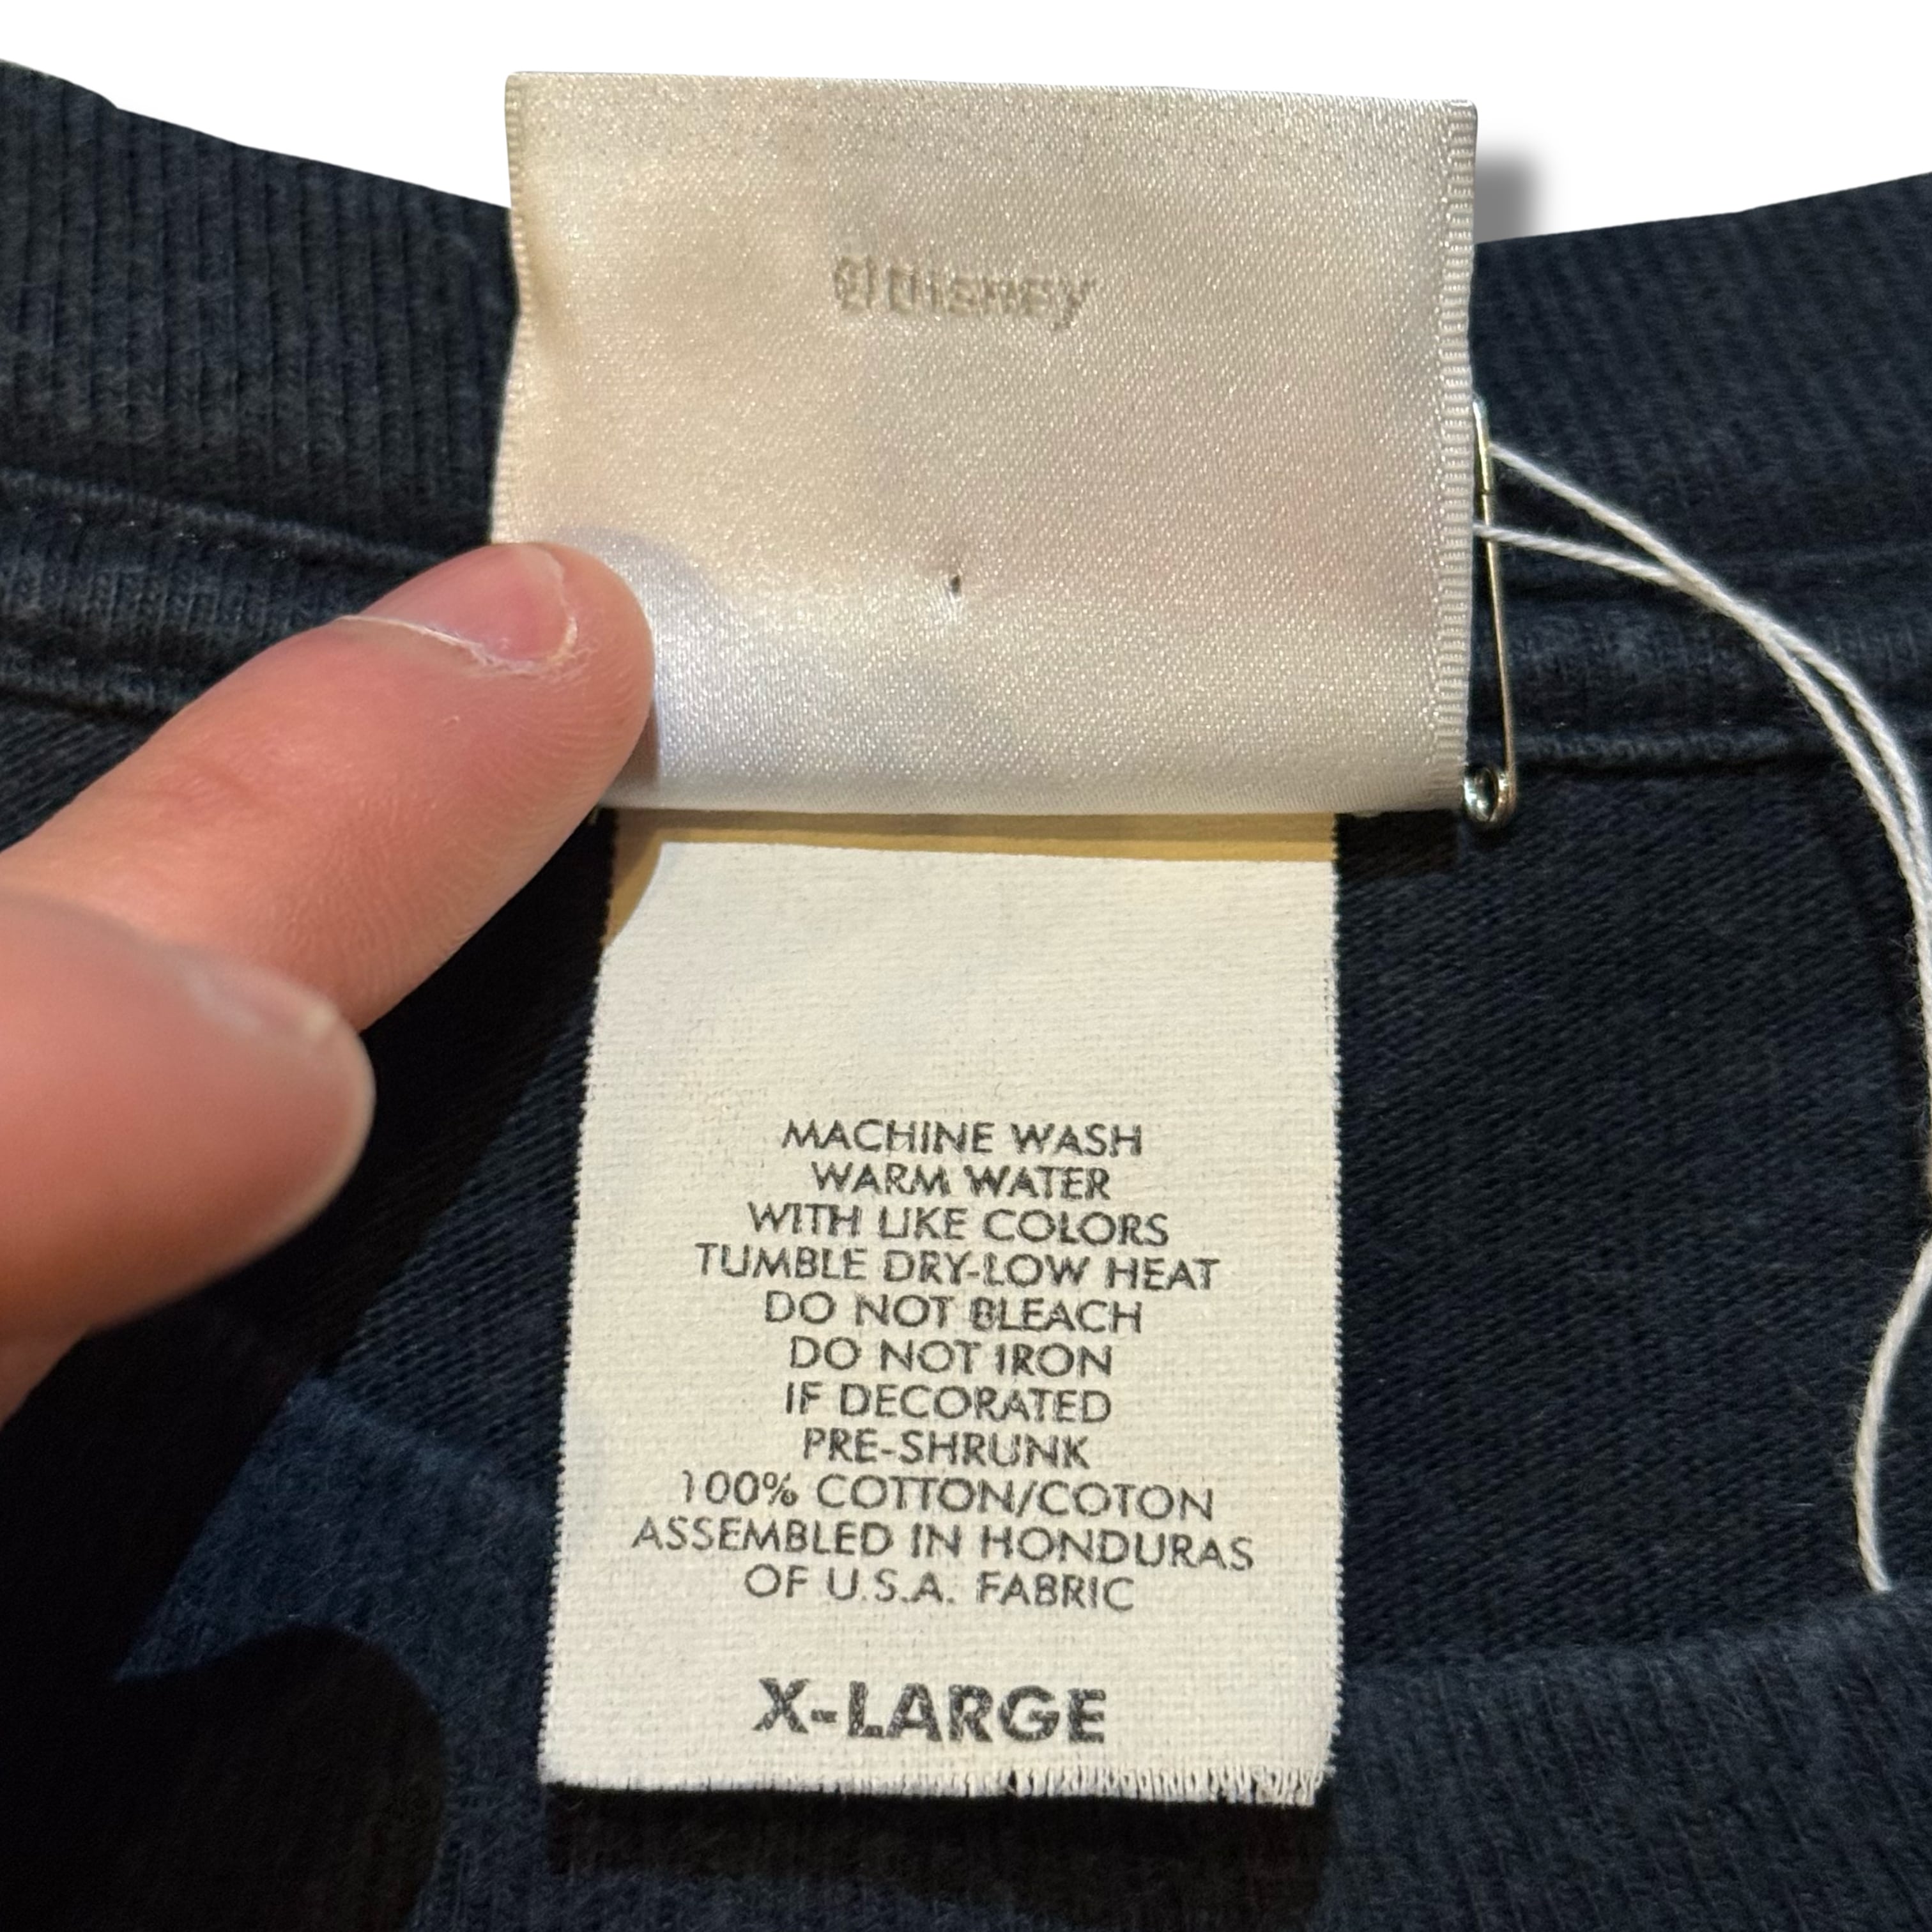 © DISNEY
MACHINE WASH
WARM WATER
WITH LIKE COLORS
TUMBLE DRY-LOW HEAT
DO NOT BLEACH
DO NOT IRON
IF DECORATED
PRE-SHRUNK
100% COTTON/COTON
ASSEMBLED IN HONDURAS
OF U.S.A. FABRIC
X-LARGE